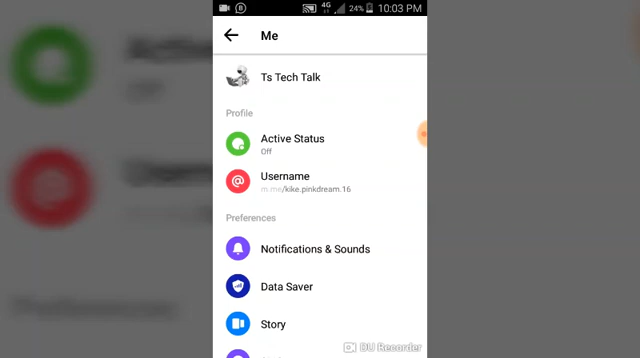 4G 24% 10:03 PM
Me
Ts Tech Talk
Profile
Active Status
Off
Username
m.me/kike.pinkdream.16
Preferences
Notifications & Sounds
Data Saver
Story
DU Recorder